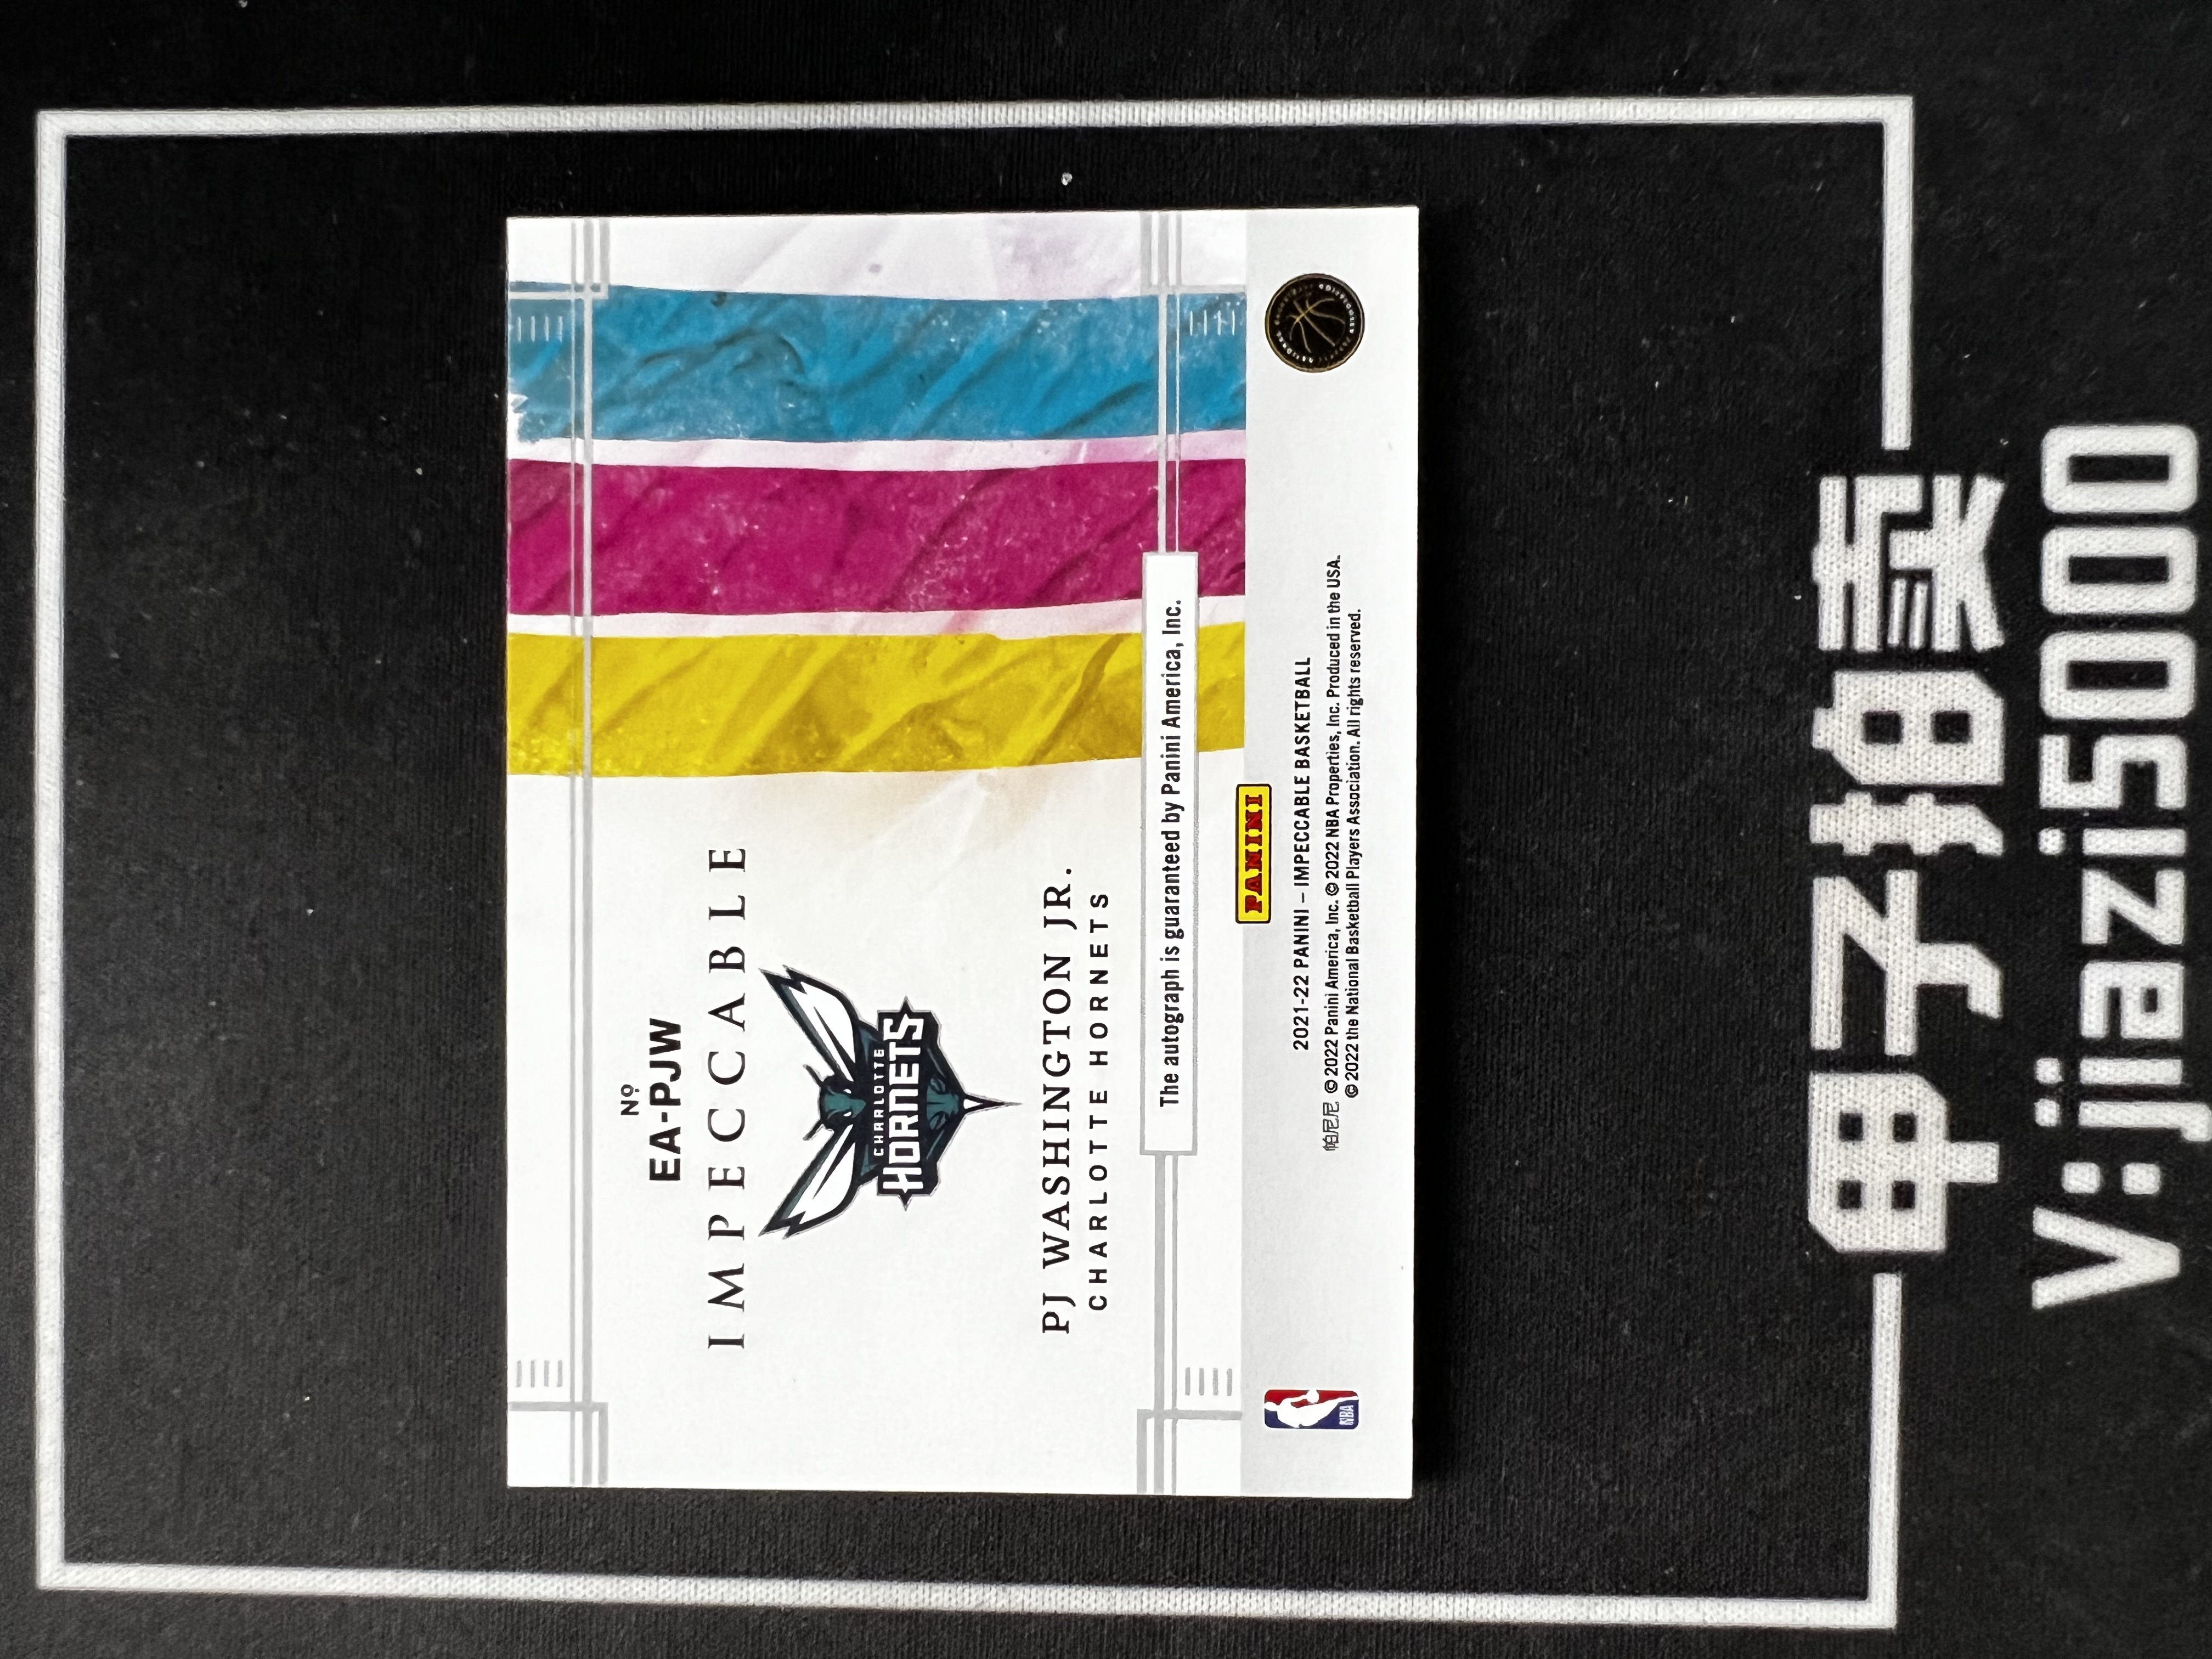 Nº
EA-PJW
IMPECCABLE
CHARLOTTE
HORNETS
PJ WASHINGTON JR.
CHARLOTTE HORNETS
The autograph is guaranteed by Panini America, Inc.
PANINI
2021-22 PANINI – IMPECCABLE BASKETBALL
帕尼尼 © 2022 Panini America, Inc. © 2022 NBA Properties, Inc. Produced in the USA.
© 2022 the National Basketball Players Association. All rights reserved.
NBA
甲子拍卖
V:jiazi5000